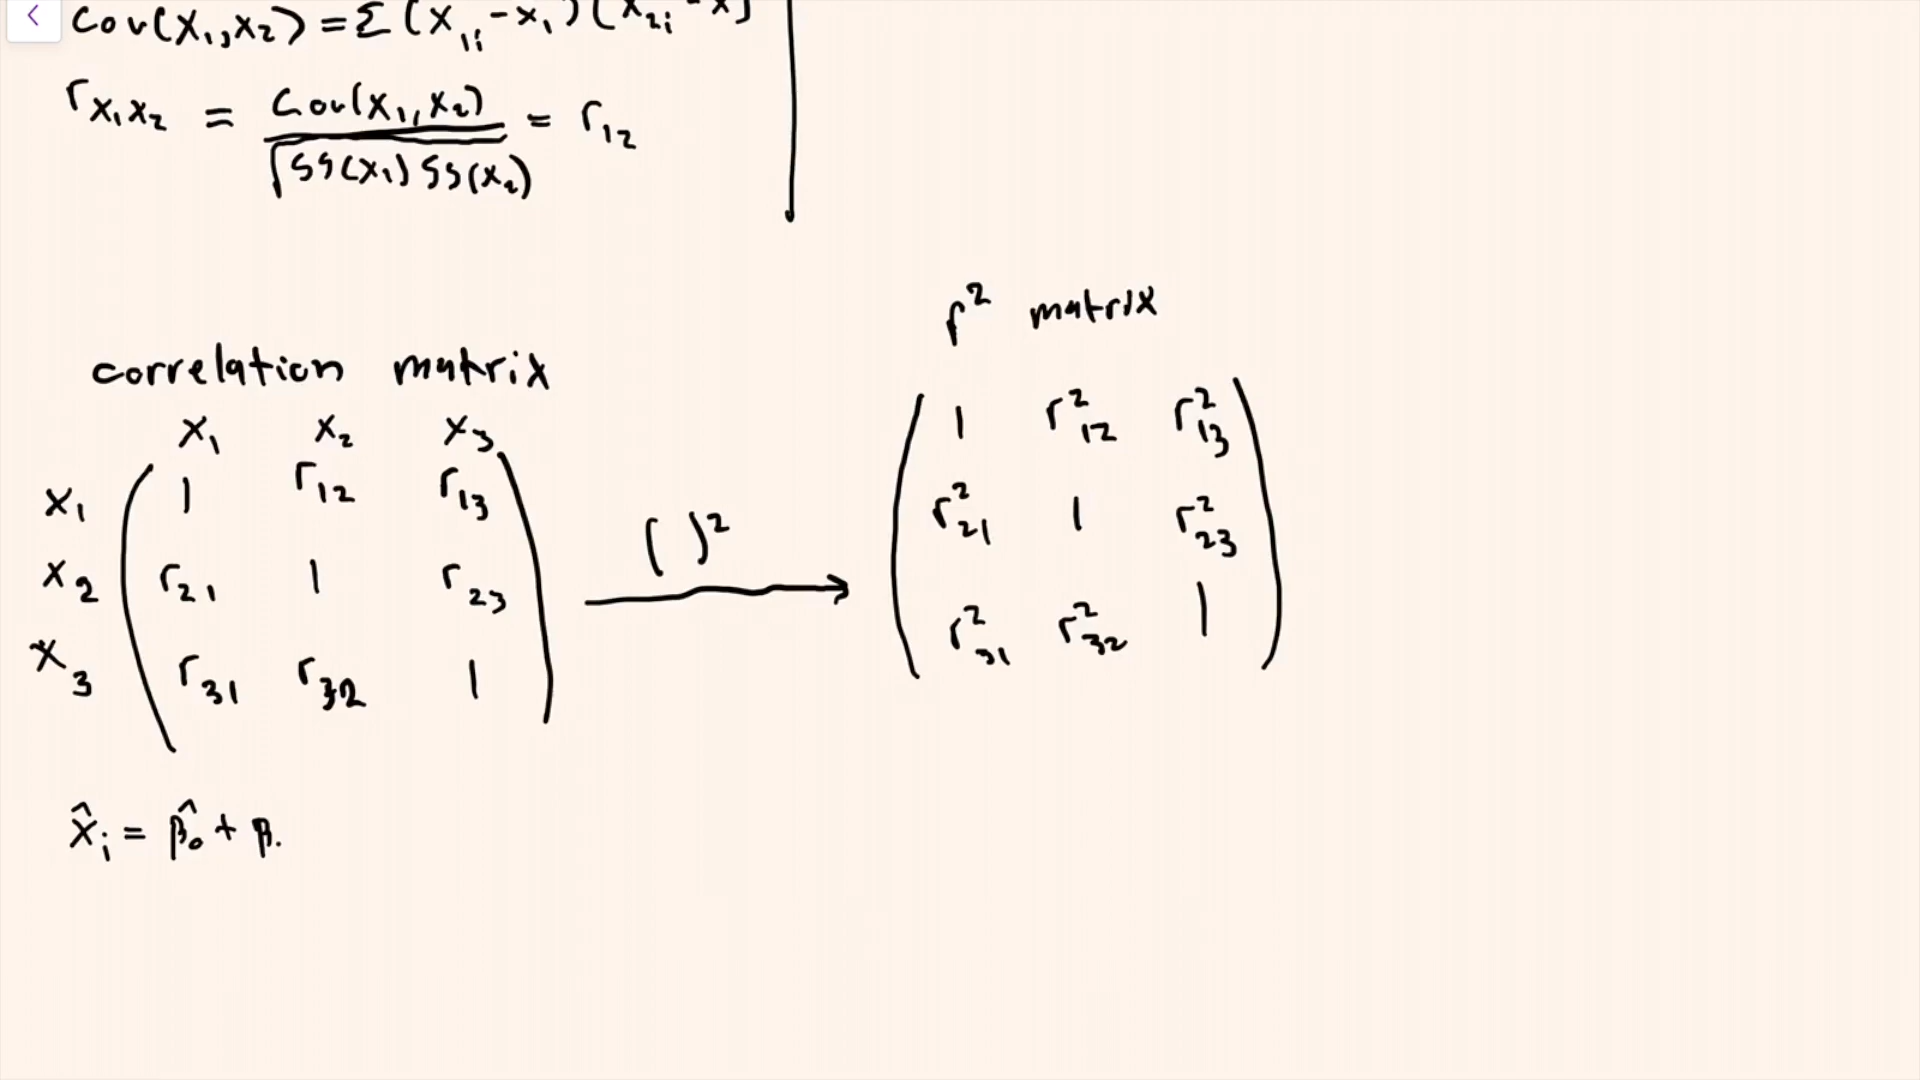 Cov(x₁,x₂) = Σ(x₁ᵢ - x₁)(x₂ᵢ - x)
r x₁x₂ = Cov(x₁,x₂) / √SS(x₁) SS(x₂) = r₁₂
r² matrix
correlation matrix
x₁ x₂ x₃
x₁ ( 1 r₁₂ r₁₃
x₂ r₂₁ 1 r₂₃
x₃ r₃₁ r₃₂ 1 )
( )²
( 1 r²₁₂ r²₁₃
r²₂₁ 1 r²₂₃
r²₃₁ r²₃₂ 1 )
x̂ᵢ = β̂₀ + β.